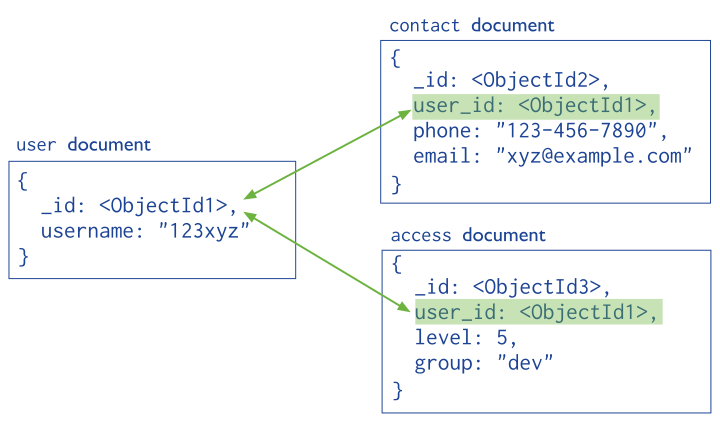 user document
{
_id: <ObjectId1>,
username: "123xyz"
}
contact document
{
_id: <ObjectId2>,
user_id: <ObjectId1>,
phone: "123-456-7890",
email: "xyz@example.com"
}
access document
{
_id: <ObjectId3>,
user_id: <ObjectId1>,
level: 5,
group: "dev"
}